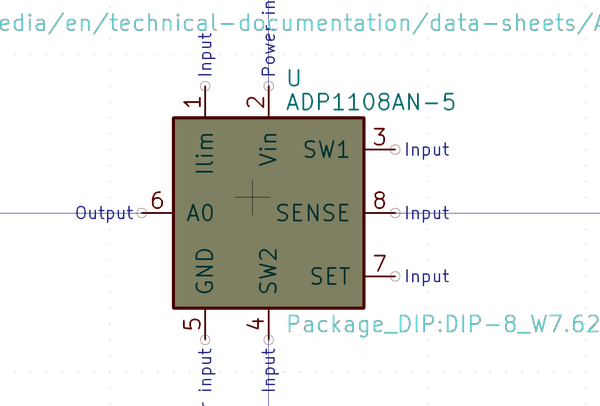 edia/en/technical-documentation/data-sheets/A
Input
Power in
U
ADP1108AN-5
1
2
Ilim
Vin
SW1
3
Input
Output
6
A0
SENSE
8
Input
GND
SW2
SET
7
Input
5
4
Package_DIP:DIP-8_W7.62
input
Input